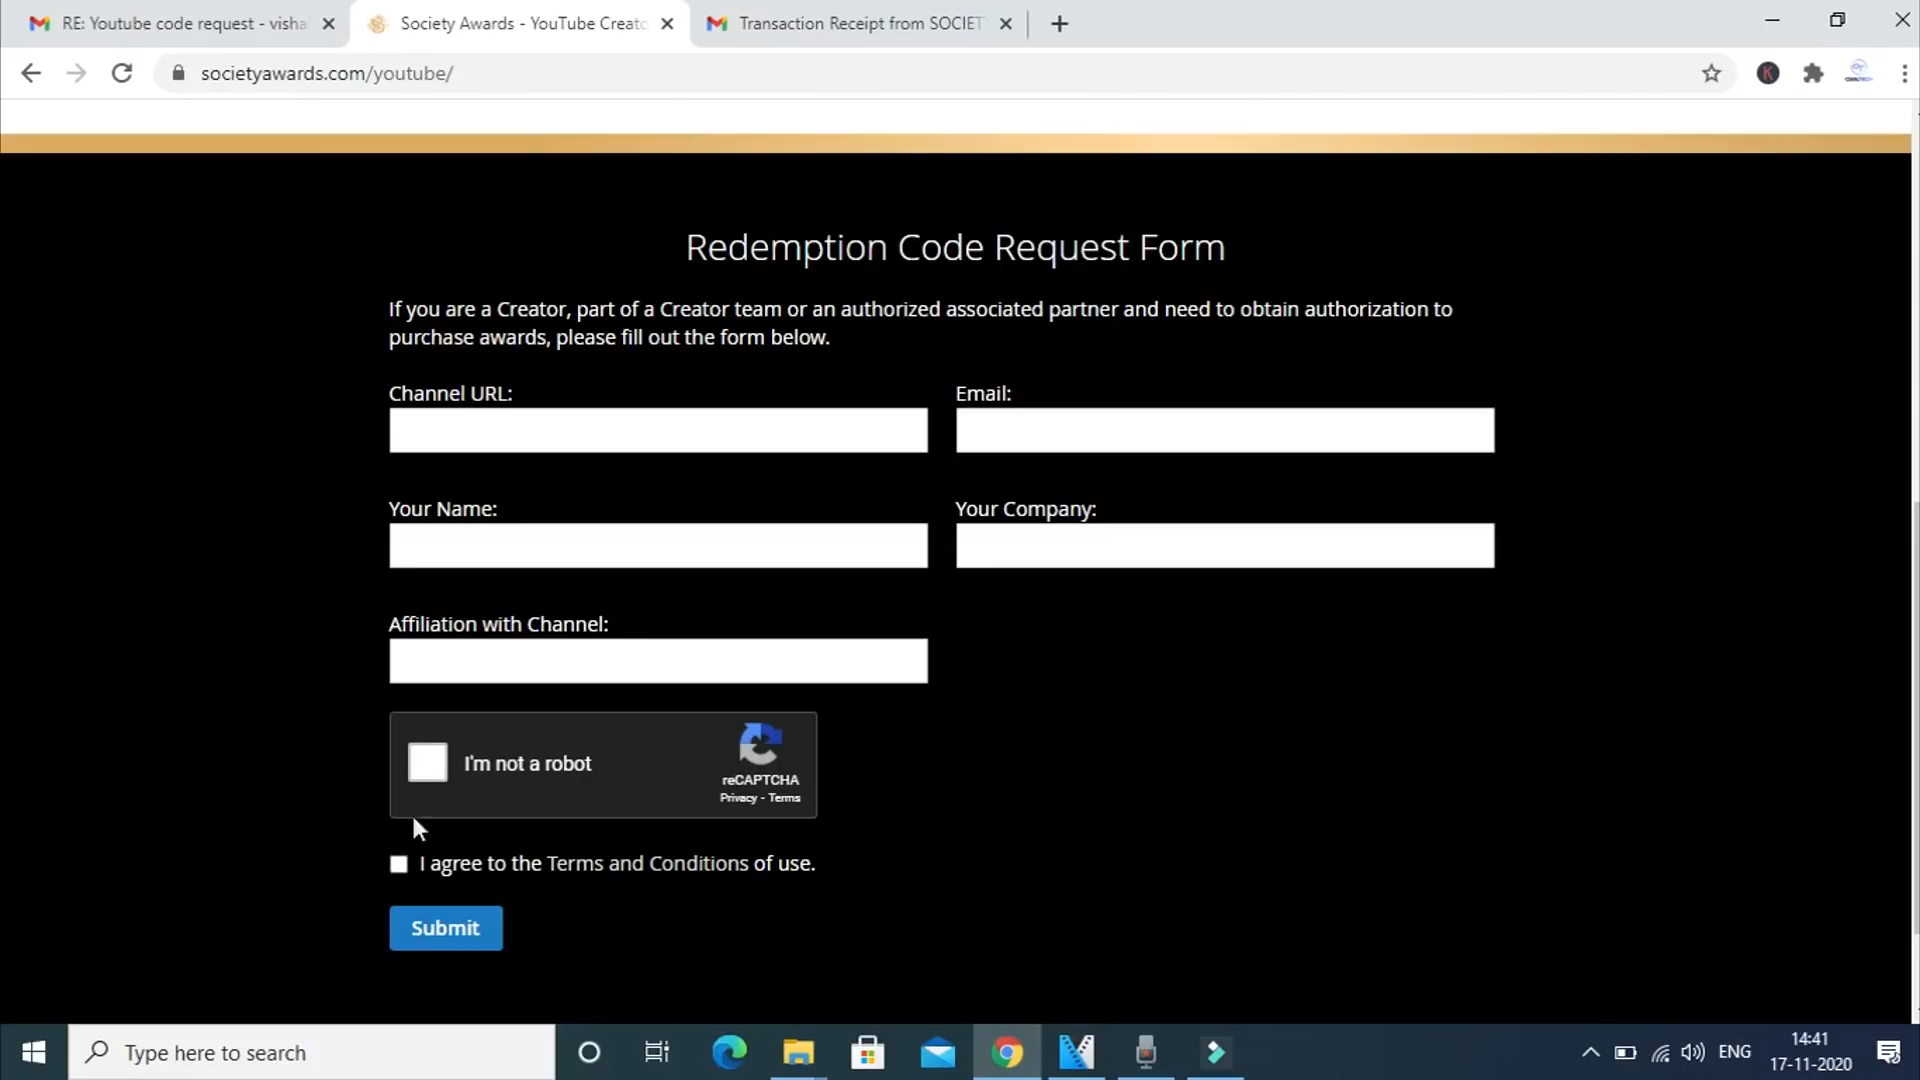 RE: Youtube code request - visha
Society Awards - YouTube Creato
Transaction Receipt from SOCIET
societyawards.com/youtube/
Redemption Code Request Form
If you are a Creator, part of a Creator team or an authorized associated partner and need to obtain authorization to
purchase awards, please fill out the form below.
Channel URL:
Email:
Your Name:
Your Company:
Affiliation with Channel:
I'm not a robot
reCAPTCHA
Privacy - Terms
I agree to the Terms and Conditions of use.
Submit
Type here to search
ENG
14:41
17-11-2020